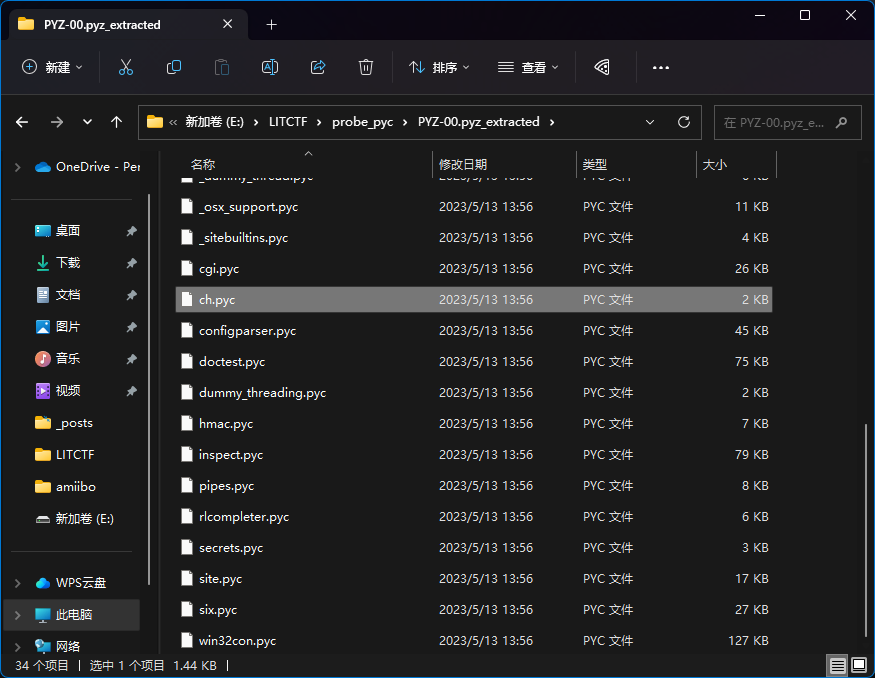 PYZ-00.pyz_extracted
新建
排序
查看
« 新加卷 (E:) > LITCTF > probe_pyc > PYZ-00.pyz_extracted >
在 PYZ-00.pyz_e...
名称 修改日期 类型 大小
_osx_support.pyc 2023/5/13 13:56 PYC 文件 11 KB
_sitebuiltins.pyc 2023/5/13 13:56 PYC 文件 4 KB
cgi.pyc 2023/5/13 13:56 PYC 文件 26 KB
ch.pyc 2023/5/13 13:56 PYC 文件 2 KB
configparser.pyc 2023/5/13 13:56 PYC 文件 45 KB
doctest.pyc 2023/5/13 13:56 PYC 文件 75 KB
dummy_threading.pyc 2023/5/13 13:56 PYC 文件 2 KB
hmac.pyc 2023/5/13 13:56 PYC 文件 7 KB
inspect.pyc 2023/5/13 13:56 PYC 文件 79 KB
pipes.pyc 2023/5/13 13:56 PYC 文件 8 KB
rlcompleter.pyc 2023/5/13 13:56 PYC 文件 6 KB
secrets.pyc 2023/5/13 13:56 PYC 文件 3 KB
site.pyc 2023/5/13 13:56 PYC 文件 17 KB
six.pyc 2023/5/13 13:56 PYC 文件 27 KB
win32con.pyc 2023/5/13 13:56 PYC 文件 127 KB
OneDrive - Per
桌面
下载
文档
图片
音乐
视频
_posts
LITCTF
amiibo
新加卷 (E:)
WPS云盘
此电脑
网络
34 个项目 | 选中 1 个项目 1.44 KB |